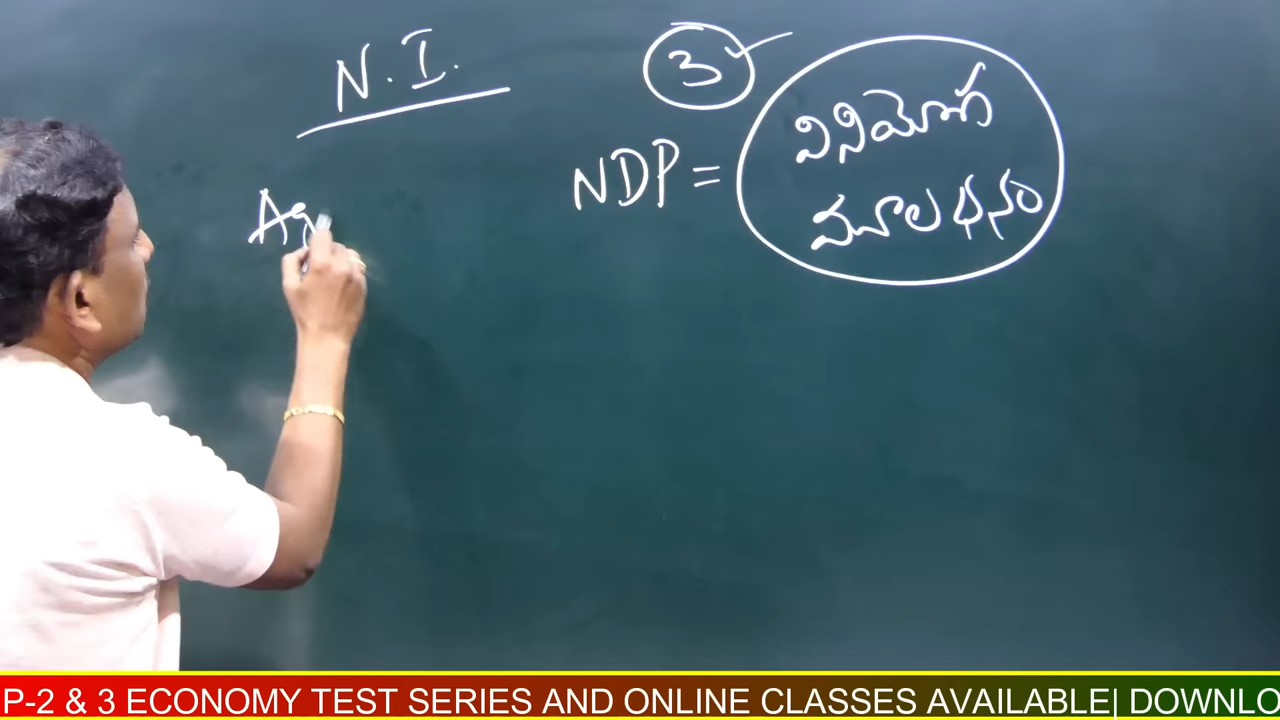 N.I.
3
NDP = వినియోగ
మూలధనం
Ag
P-2 & 3 ECONOMY TEST SERIES AND ONLINE CLASSES AVAILABLE| DOWNLO